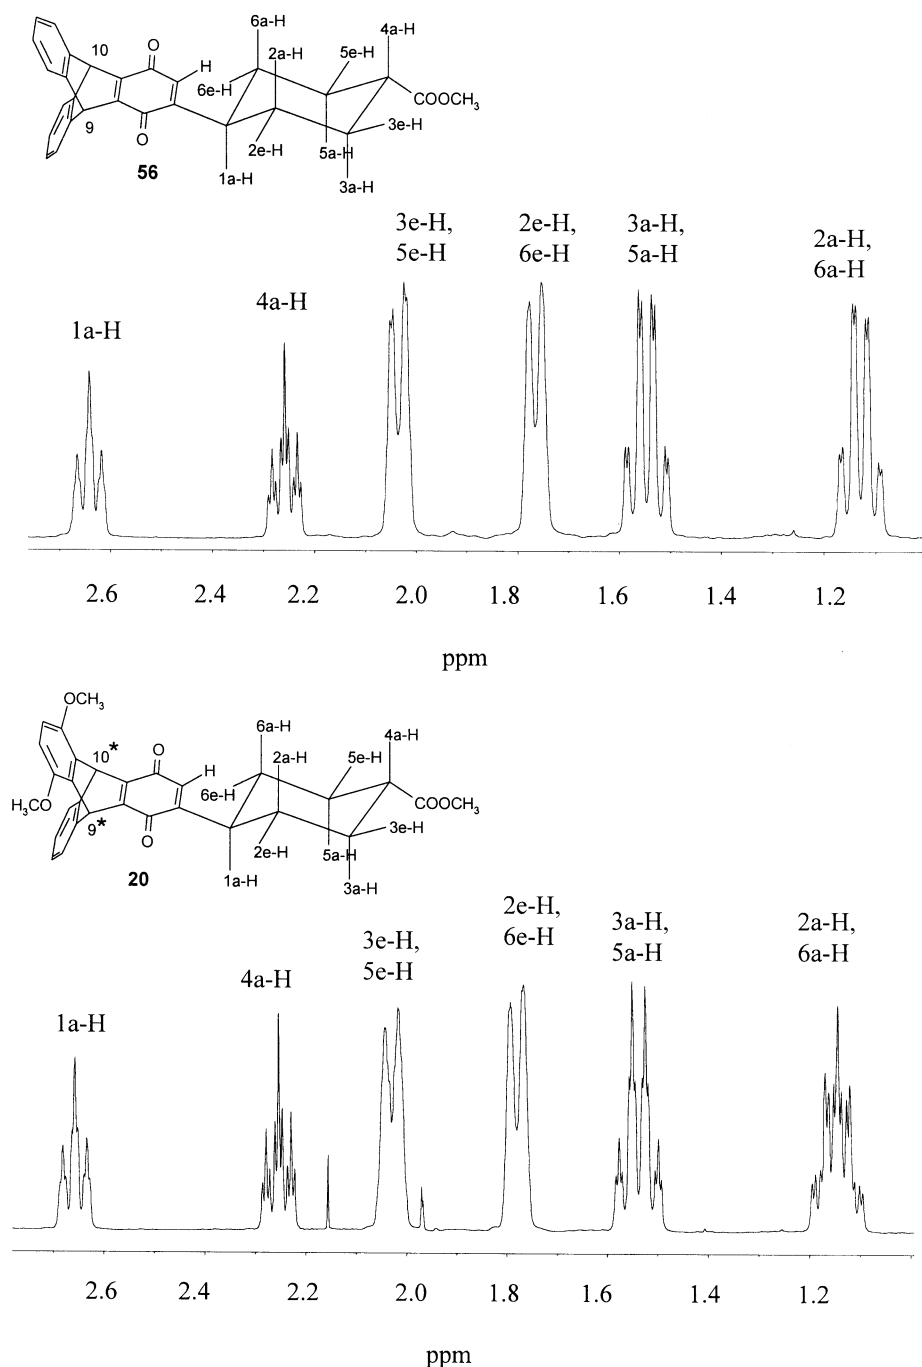 6a-H
4a-H
10
O
H
2a-H
5e-H
6e-H
COOCH3
9
O
3e-H
2e-H
5a-H
56
1a-H
3a-H
3e-H, 5e-H
2e-H, 6e-H
3a-H, 5a-H
2a-H, 6a-H
4a-H
1a-H
2.6 2.4 2.2 2.0 1.8 1.6 1.4 1.2
ppm
OCH3
6a-H
4a-H
10*
O
H
2a-H
5e-H
6e-H
COOCH3
H3CO
9*
O
3e-H
2e-H
5a-H
20
1a-H
3a-H
2e-H, 6e-H
3a-H, 5a-H
2a-H, 6a-H
3e-H, 5e-H
4a-H
1a-H
2.6 2.4 2.2 2.0 1.8 1.6 1.4 1.2
ppm